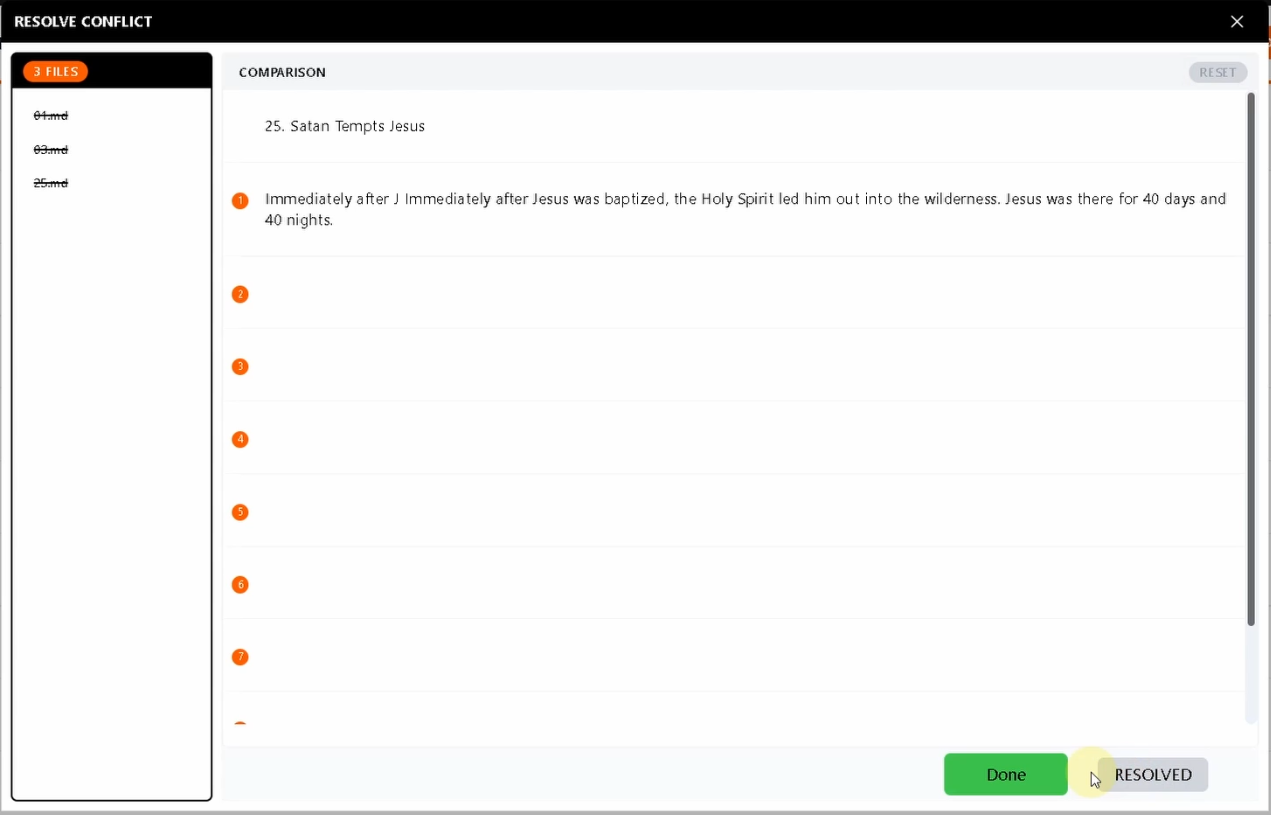 RESOLVE CONFLICT
3 FILES
01.md
03.md
25.md
COMPARISON
RESET
25. Satan Tempts Jesus
1 Immediately after J Immediately after Jesus was baptized, the Holy Spirit led him out into the wilderness. Jesus was there for 40 days and
40 nights.
2
3
4
5
6
7
Done
RESOLVED